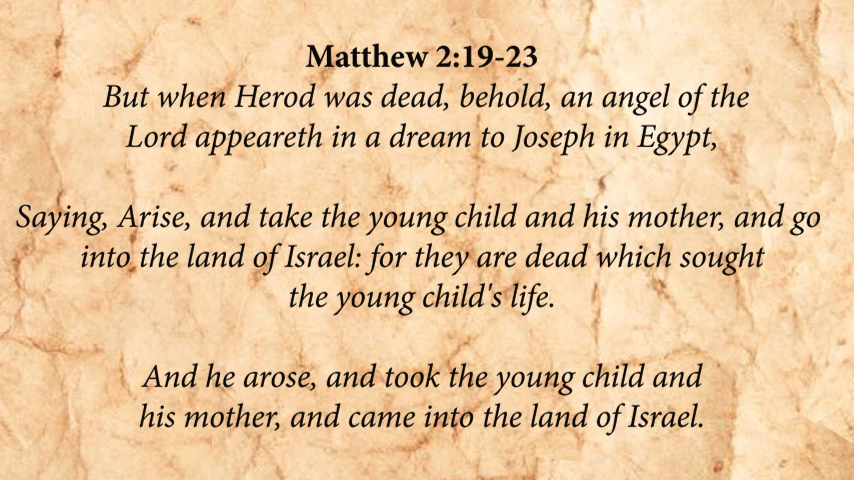 Matthew 2:19-23
But when Herod was dead, behold, an angel of the
Lord appeareth in a dream to Joseph in Egypt,
Saying, Arise, and take the young child and his mother, and go
into the land of Israel: for they are dead which sought
the young child's life.
And he arose, and took the young child and
his mother, and came into the land of Israel.